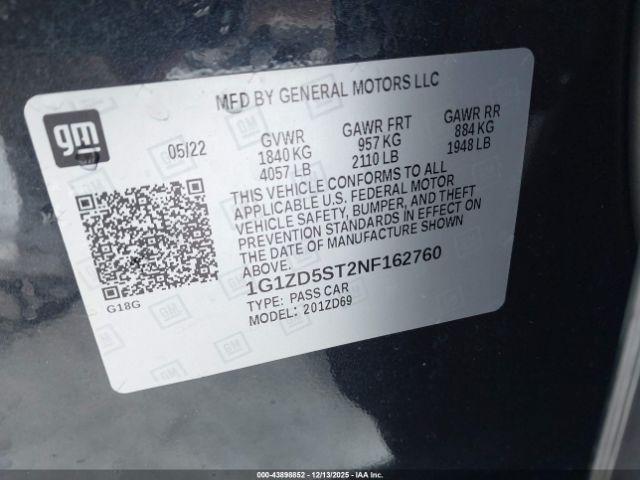 MFD BY GENERAL MOTORS LLC
gm
05/22
GVWR
1840 KG
4057 LB
GAWR FRT
957 KG
2110 LB
GAWR RR
884 KG
1948 LB
THIS VEHICLE CONFORMS TO ALL
APPLICABLE U.S. FEDERAL MOTOR
VEHICLE SAFETY, BUMPER, AND THEFT
PREVENTION STANDARDS IN EFFECT ON
THE DATE OF MANUFACTURE SHOWN
ABOVE.
1G1ZD5ST2NF162760
TYPE: PASS CAR
MODEL: 201ZD69
G18G
000-43898852 - 12/13/2025 - IAAI.COM